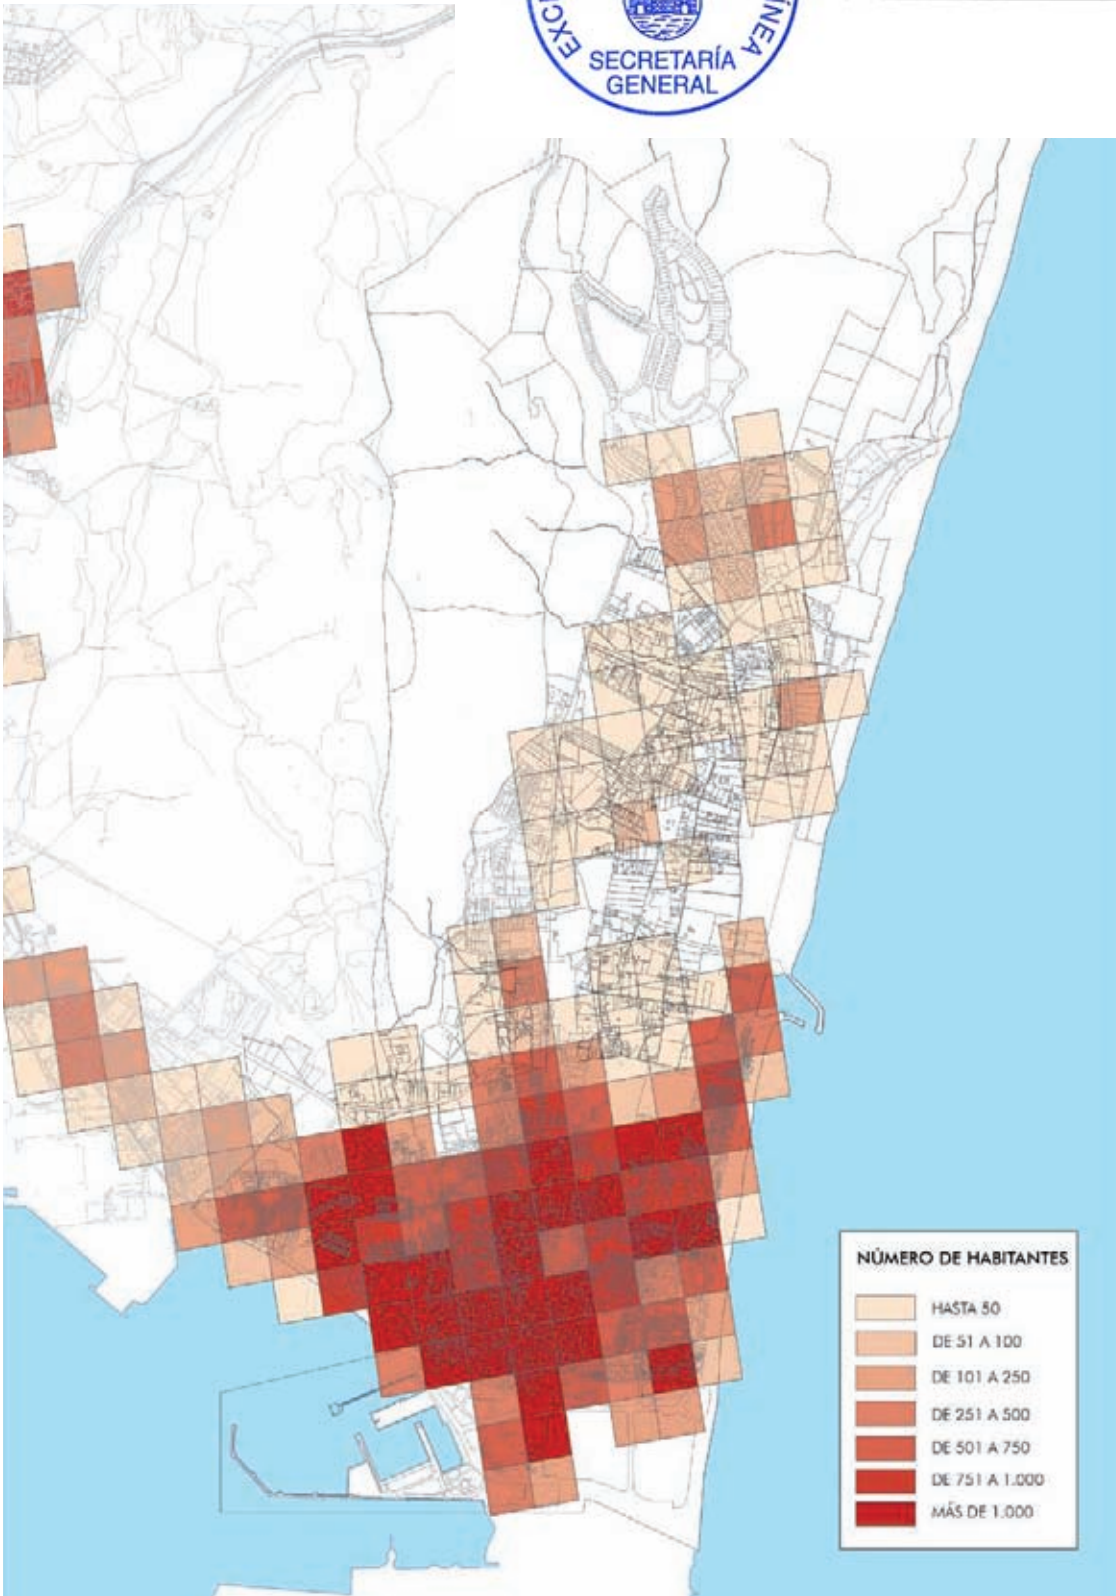 SECRETARÍA
GENERAL
NÚMERO DE HABITANTES
HASTA 50
DE 51 A 100
DE 101 A 250
DE 251 A 500
DE 501 A 750
DE 751 A 1.000
MÁS DE 1.000